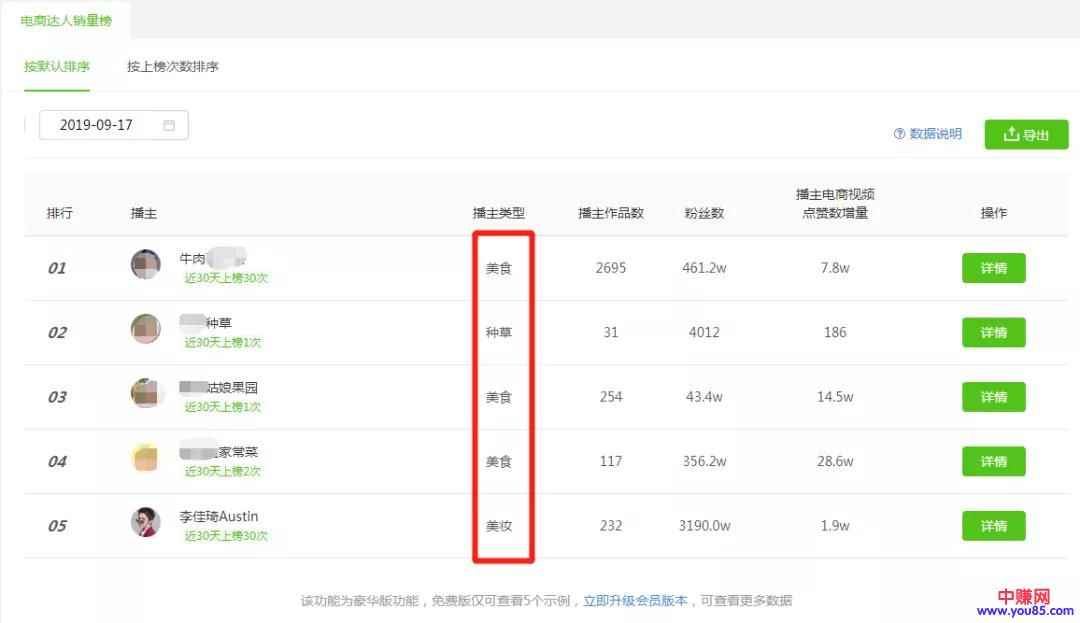 电商达人销量榜
按默认排序 按上榜次数排序
2019-09-17 数据说明 导出
排行 播主 播主类型 播主作品数 粉丝数 播主电商视频点赞数增量 操作
01 牛肉 美食 2695 461.2w 7.8w 详情
近30天上榜30次
02 种草 种草 31 4012 186 详情
近30天上榜1次
03 姑娘果园 美食 254 43.4w 14.5w 详情
近30天上榜1次
04 家常菜 美食 117 356.2w 28.6w 详情
近30天上榜2次
05 李佳琦Austin 美妆 232 3190.0w 1.9w 详情
近30天上榜30次
该功能为豪华版功能，免费版仅可查看5个示例，立即升级会员版本，可查看更多数据
中赚网
www.you85.com